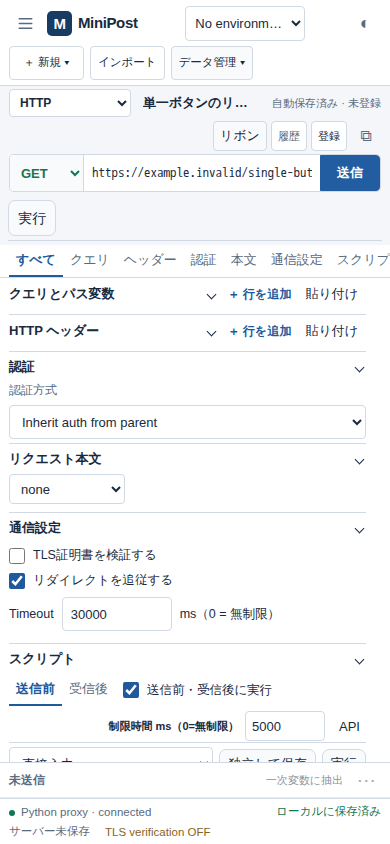 M MiniPost No environm…
＋ 新規 ▾ インポート データ管理 ▾
HTTP 単一ボタンのリ… 自動保存済み · 未登録
リボン 履歴 登録
GET https://example.invalid/single-but 送信
実行
すべて クエリ ヘッダー 認証 本文 通信設定 スクリプ
クエリとパス変数 ＋ 行を追加 貼り付け
HTTP ヘッダー ＋ 行を追加 貼り付け
認証
認証方式
Inherit auth from parent
リクエスト本文
none
通信設定
TLS証明書を検証する
リダイレクトを追従する
Timeout 30000 ms（0 = 無制限）
スクリプト
送信前 受信後 送信前・受信後に実行
制限時間 ms（0=無制限） 5000 API
直接入力 独立して保存 実行
未送信 一次変数に抽出 ···
Python proxy · connected ローカルに保存済み
サーバー未保存 TLS verification OFF